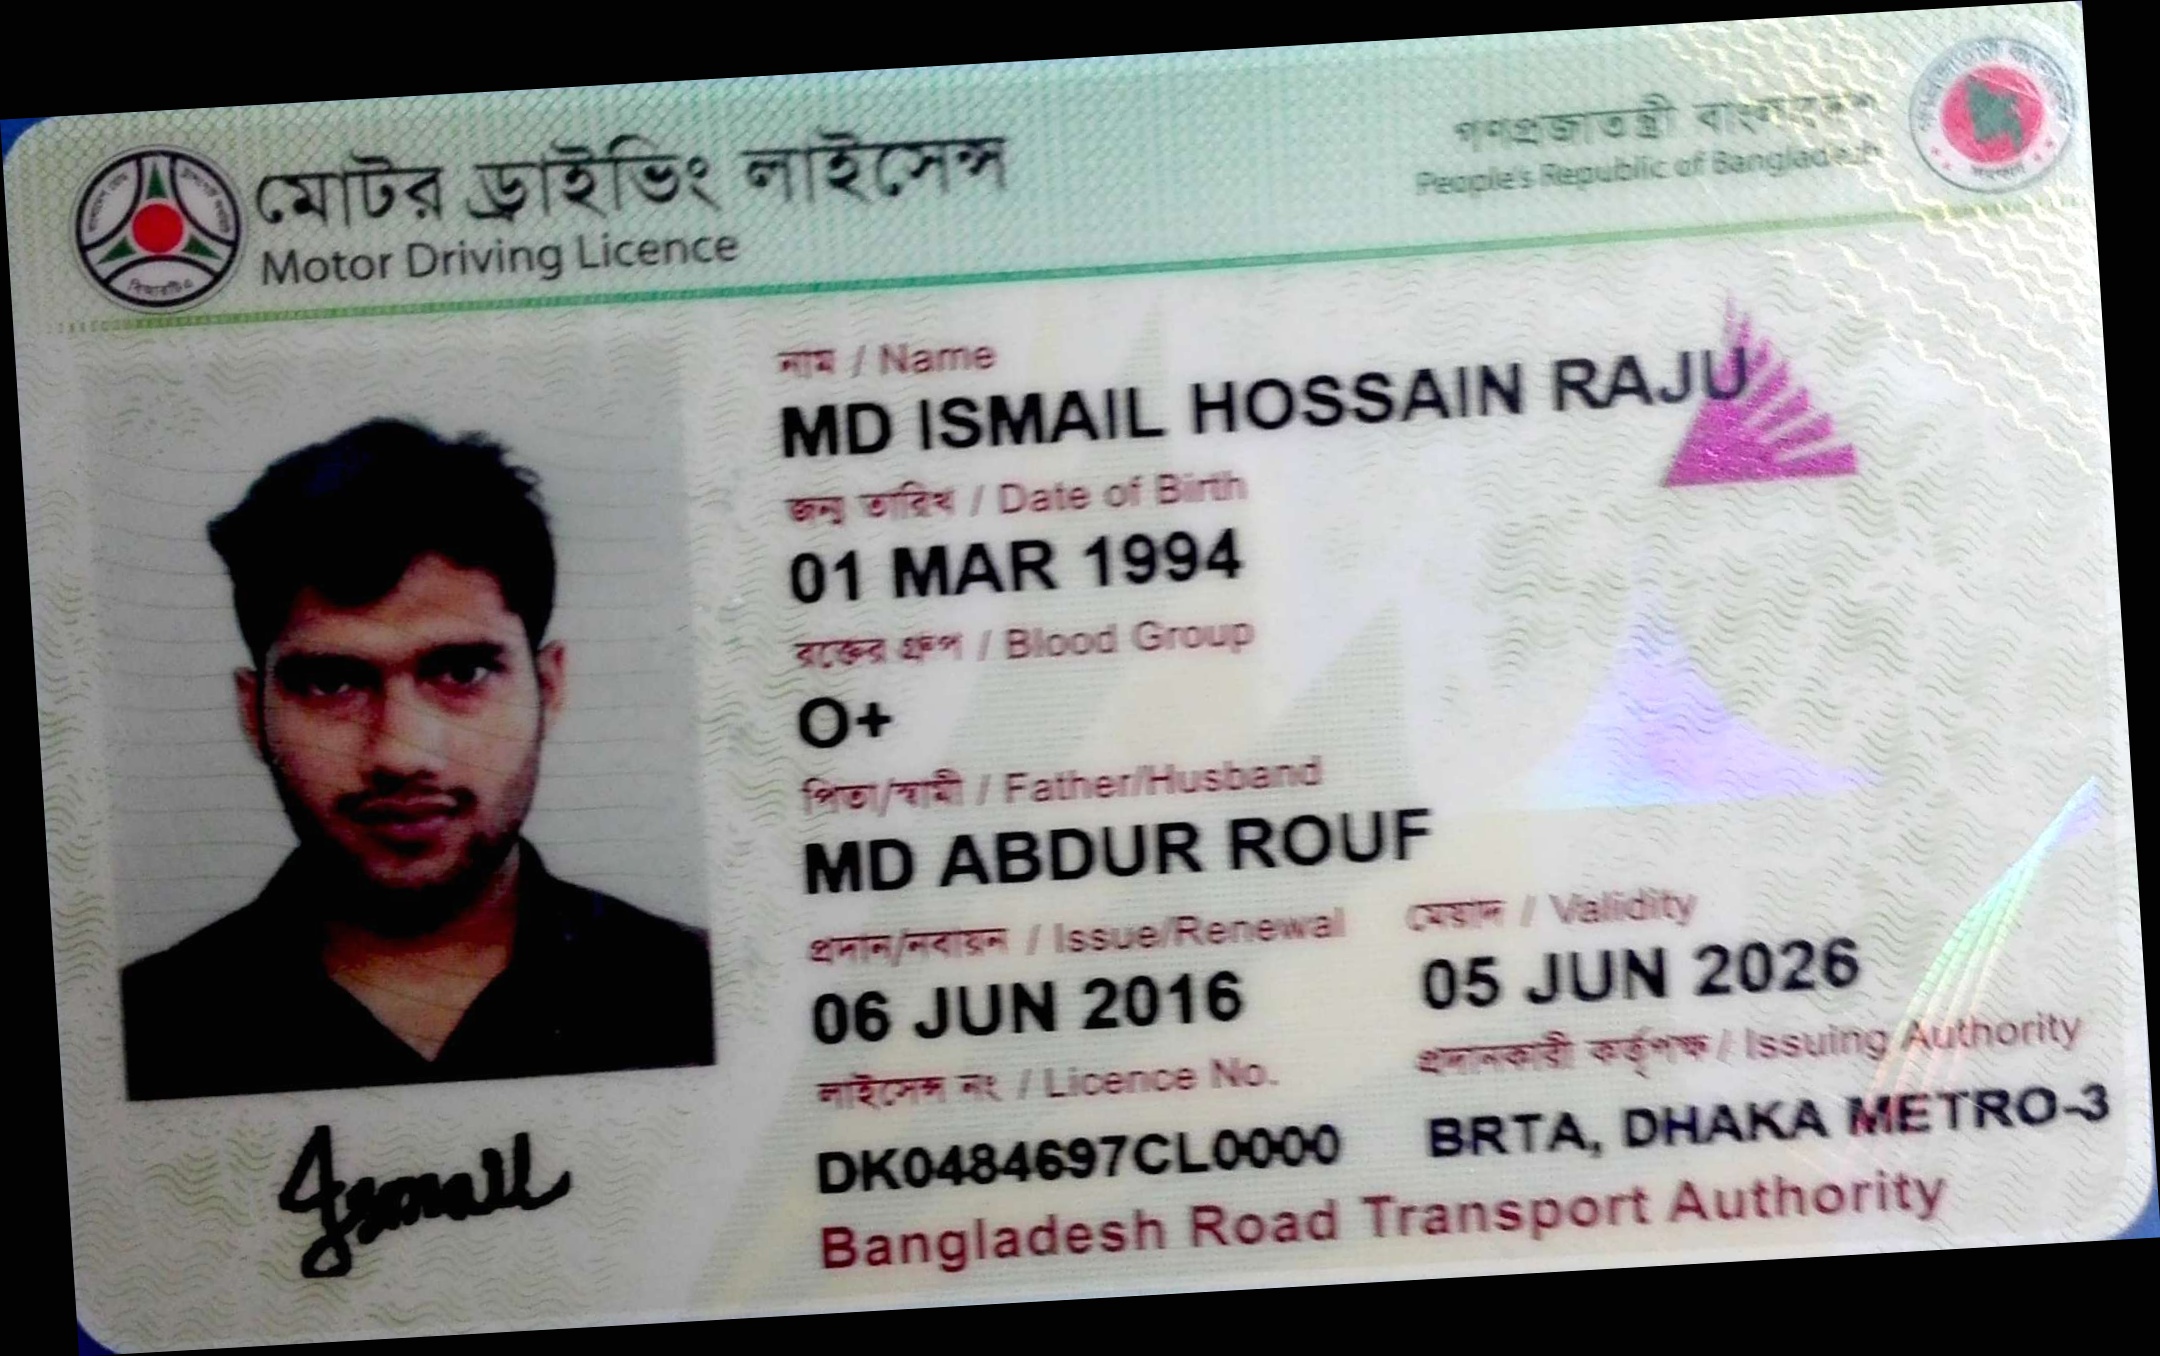 মোটর ড্রাইভিং লাইসেন্স
Motor Driving Licence
গণপ্রজাতন্ত্রী বাংলাদেশ
People's Republic of Bangladesh
নাম / Name
MD ISMAIL HOSSAIN RAJU
জন্ম তারিখ / Date of Birth
01 MAR 1994
রক্তের গ্রুপ / Blood Group
O+
পিতা/স্বামী / Father/Husband
MD ABDUR ROUF
প্রদান/নবায়ন / Issue/Renewal
06 JUN 2016
মেয়াদ / Validity
05 JUN 2026
লাইসেন্স নং / Licence No.
DK0484697CL0000
প্রদানকারী কর্তৃপক্ষ / Issuing Authority
BRTA, DHAKA METRO-3
Bangladesh Road Transport Authority
Ismail